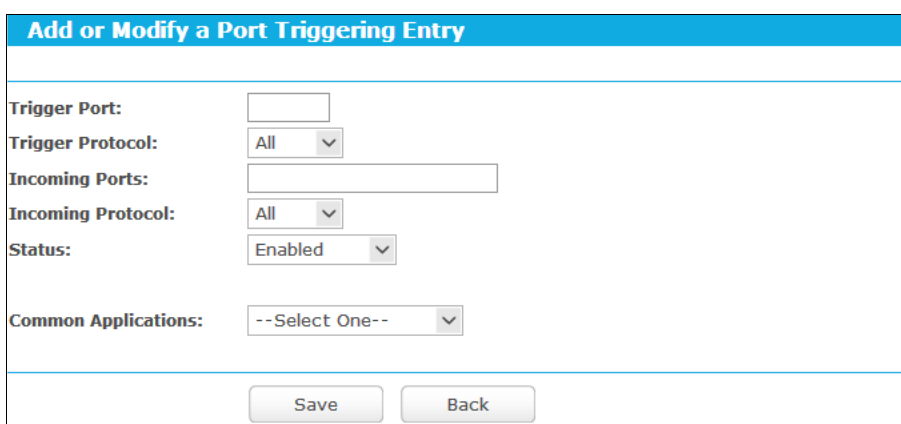 Add or Modify a Port Triggering Entry
Trigger Port:
Trigger Protocol: All
Incoming Ports:
Incoming Protocol: All
Status: Enabled
Common Applications: --Select One--
Save Back